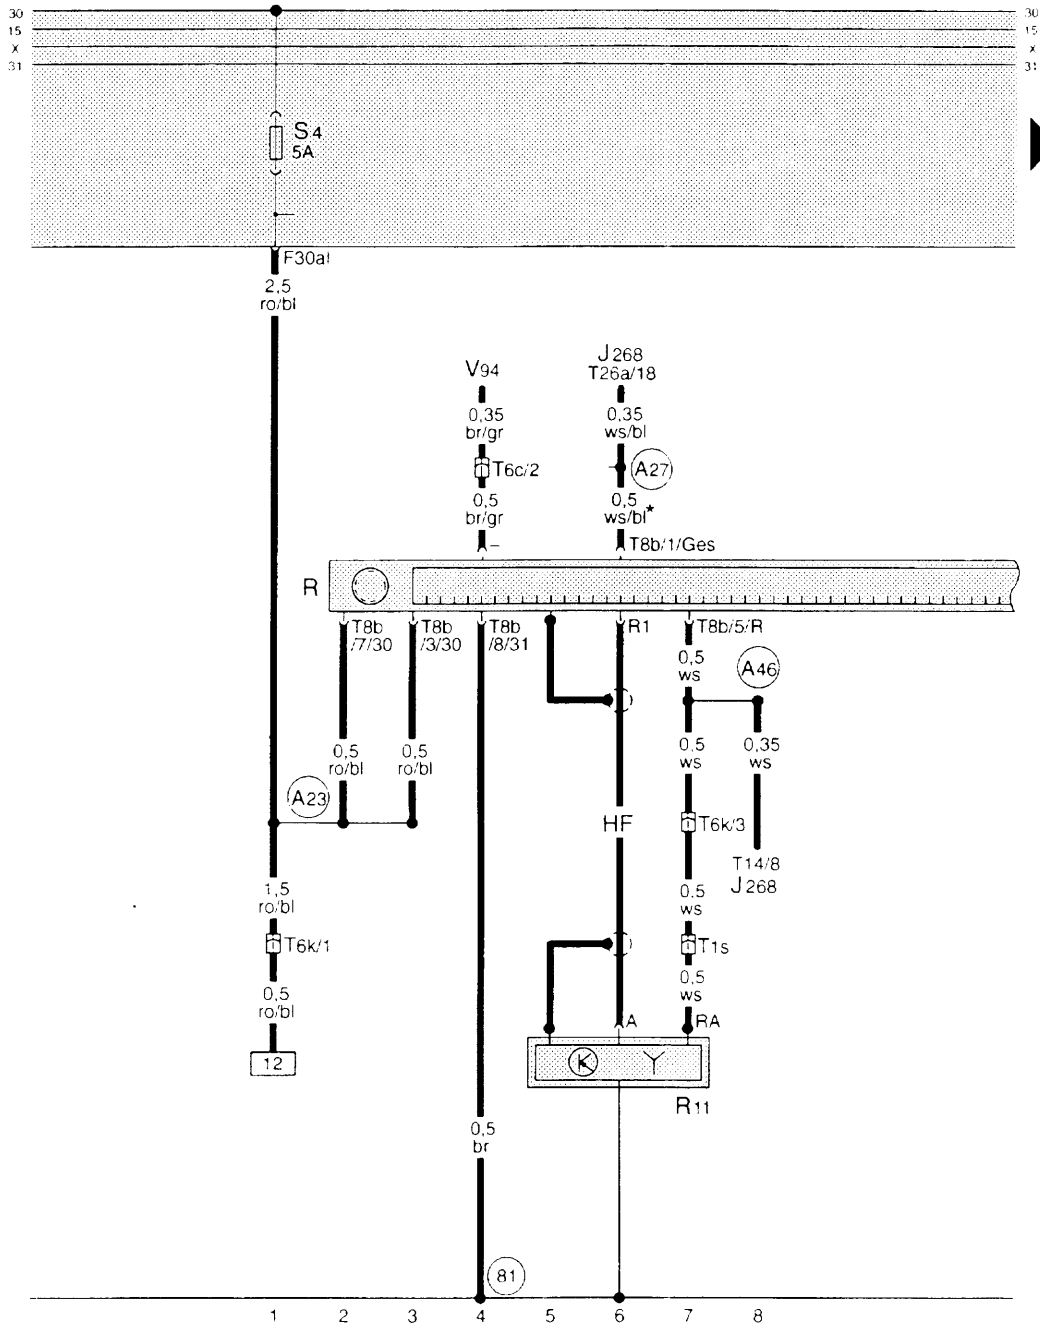 30 30
15 15
X X
31 31
S4
5A
F30al
2,5
ro/bl
V94
J268
T26a/18
0,35
br/gr
0,35
ws/bl
T6c/2
A27
0,5
br/gr
0,5
ws/bl*
T8b/1/Ges
R
T8b
/7/30
T8b
/3/30
T8b
/8/31
R1
T8b/5/R
0,5
ws
A46
0,5
ro/bl
0,5
ro/bl
0,5
ws
0,35
ws
A23
HF
T6k/3
T14/8
J268
1,5
ro/bl
0,5
ws
T6k/1
T1s
0,5
ro/bl
0,5
ws
A
RA
12
R11
0,5
br
81
1 2 3 4 5 6 7 8